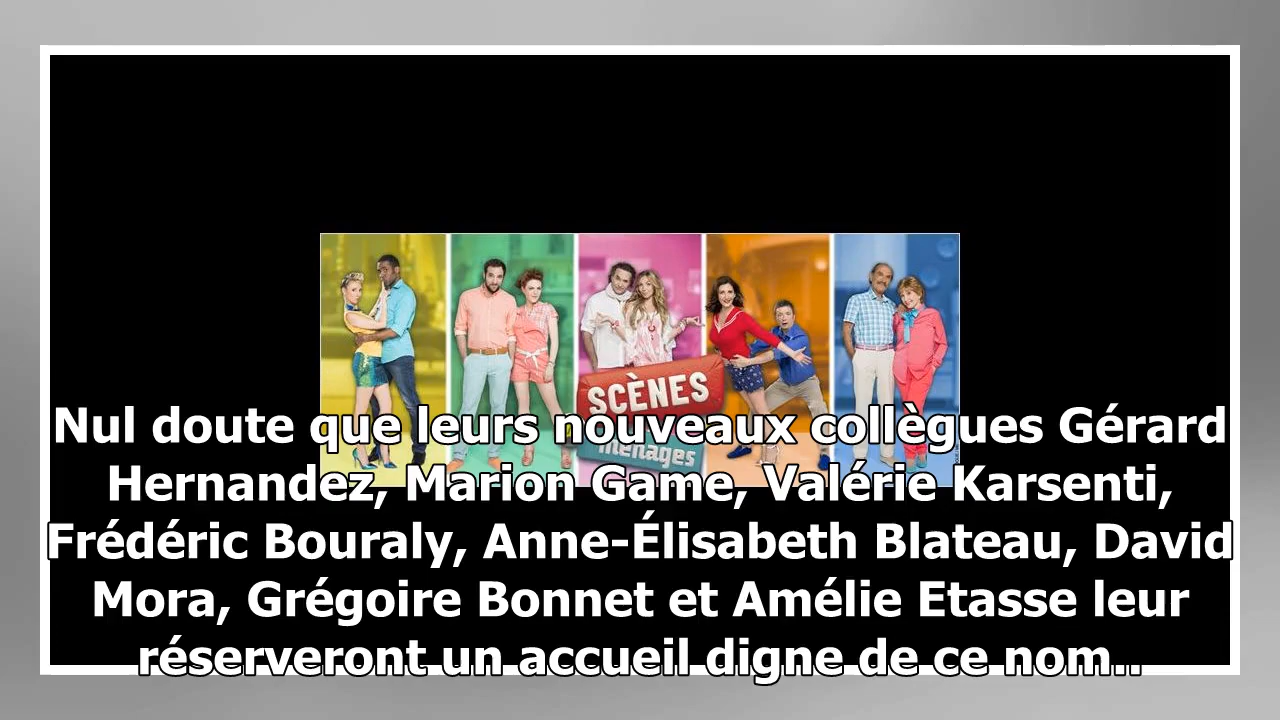 SCÈNES
ménages
Nul doute que leurs nouveaux collègues Gérard
Hernandez, Marion Game, Valérie Karsenti,
Frédéric Bouraly, Anne-Élisabeth Blateau, David
Mora, Grégoire Bonnet et Amélie Etasse leur
réserveront un accueil digne de ce nom..